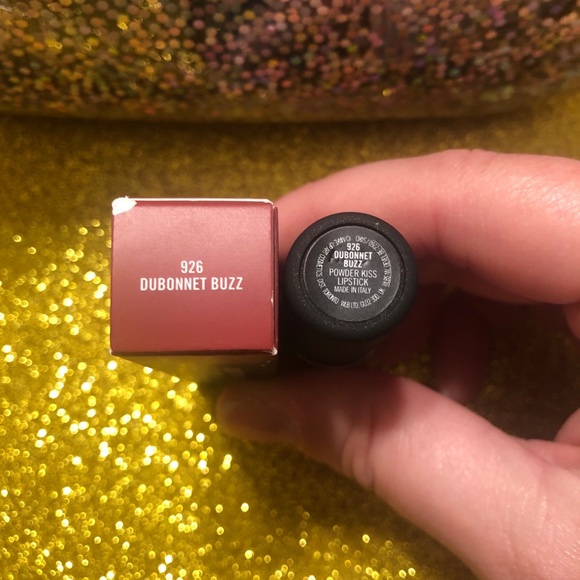 926
DUBONNET BUZZ
926
DUBONNET
BUZZ
POWDER KISS
LIPSTICK
MADE IN ITALY